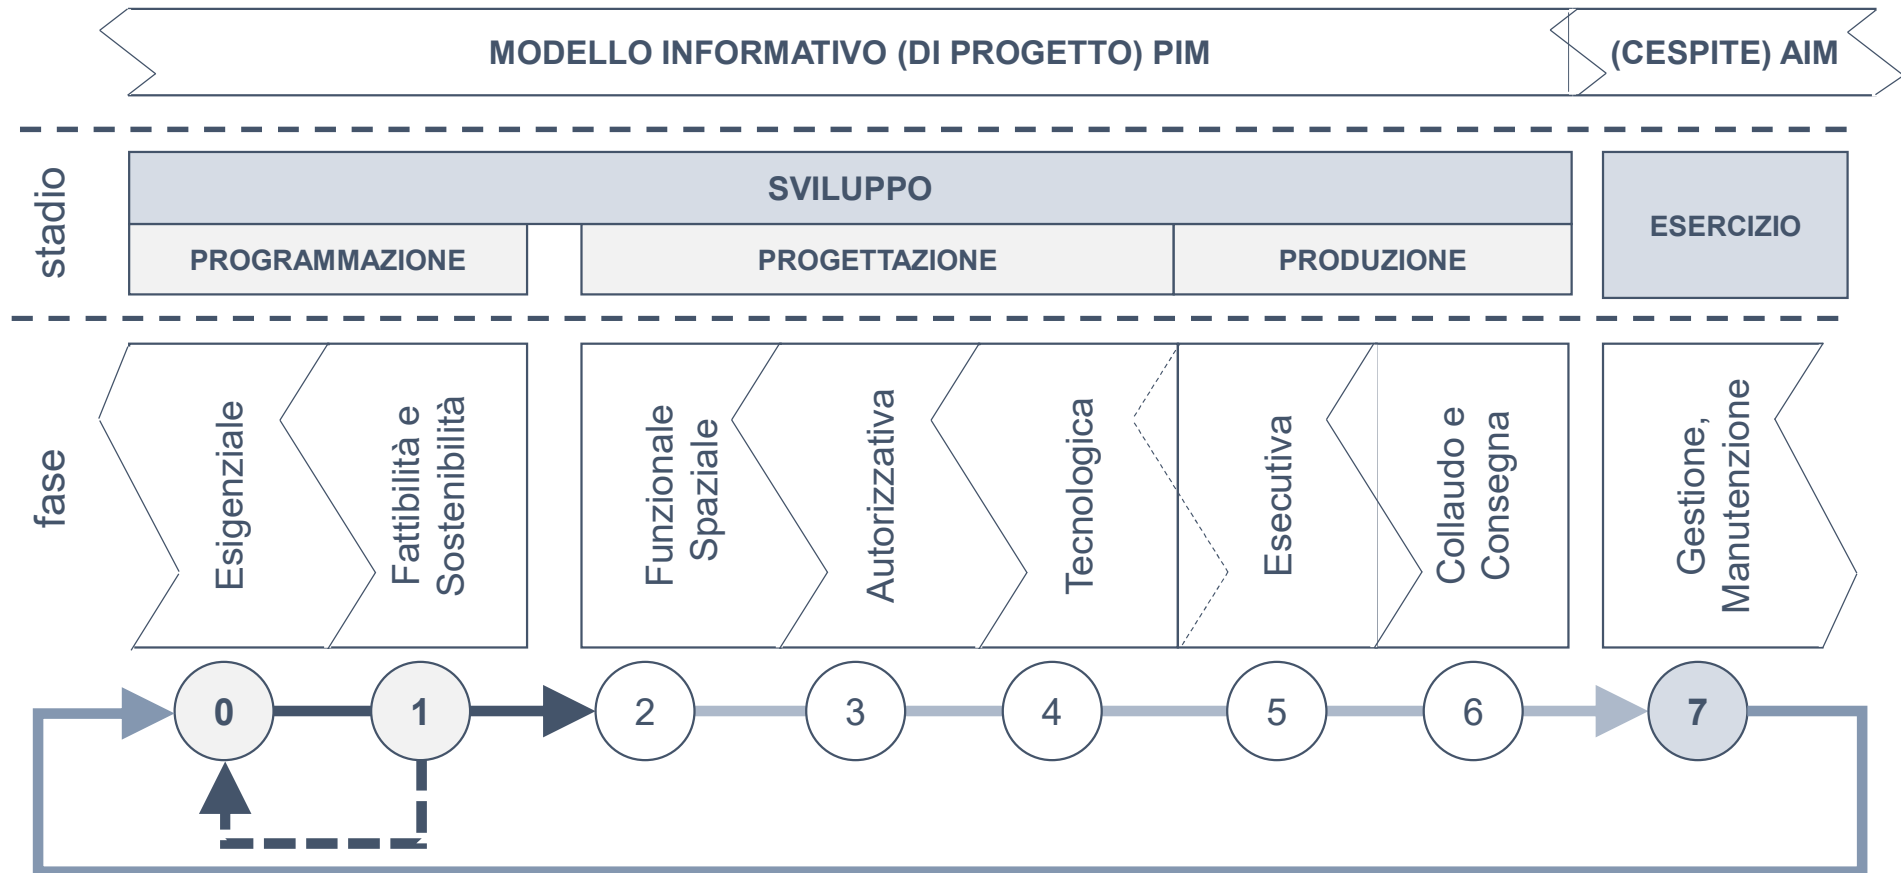 MODELLO INFORMATIVO (DI PROGETTO) PIM
(CESPITE) AIM
stadio
SVILUPPO
ESERCIZIO
PROGRAMMAZIONE
PROGETTAZIONE
PRODUZIONE
fase
Esigenziale
Fattibilità e
Sostenibilità
Funzionale
Spaziale
Autorizzativa
Tecnologica
Esecutiva
Collaudo e
Consegna
Gestione,
Manutenzione
0
1
2
3
4
5
6
7